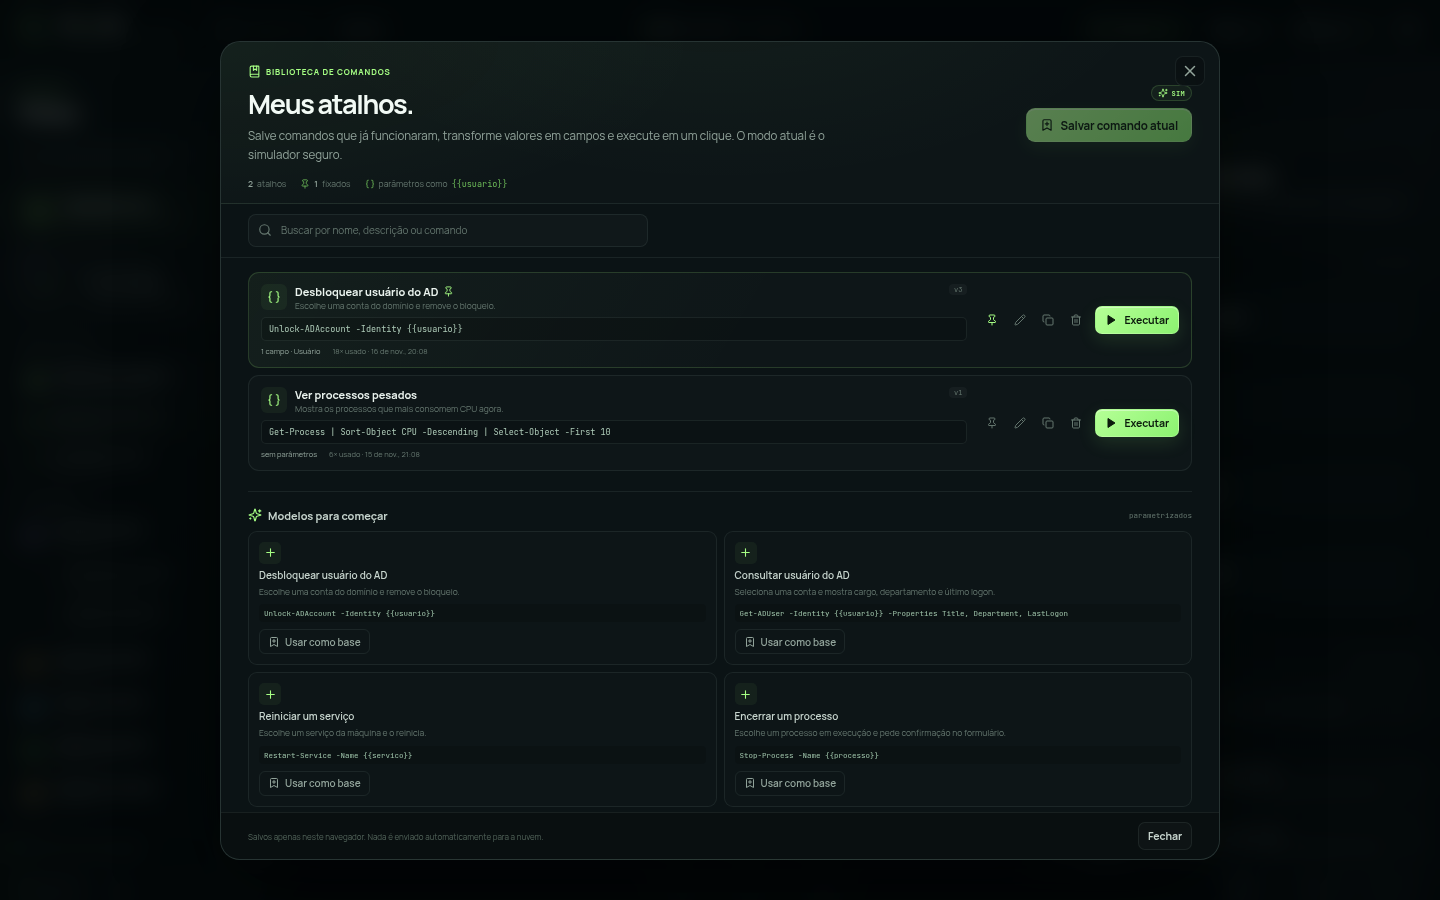 BIBLIOTECA DE COMANDOS
Meus atalhos.
Salve comandos que já funcionaram, transforme valores em campos e execute em um clique. O modo atual é o
simulador seguro.
SIM
Salvar comando atual
2 atalhos 1 fixados {} parâmetros como {{usuario}}
Buscar por nome, descrição ou comando
{} Desbloquear usuário do AD v3
Escolhe uma conta do domínio e remove o bloqueio.
Unlock-ADAccount -Identity {{usuario}}
1 campo · Usuário 18× usado · 16 de nov., 20:08
Executar
{} Ver processos pesados v1
Mostra os processos que mais consomem CPU agora.
Get-Process | Sort-Object CPU -Descending | Select-Object -First 10
sem parâmetros 6× usado · 15 de nov., 21:08
Executar
Modelos para começar parametrizados
Desbloquear usuário do AD
Escolhe uma conta do domínio e remove o bloqueio.
Unlock-ADAccount -Identity {{usuario}}
Usar como base
Consultar usuário do AD
Seleciona uma conta e mostra cargo, departamento e último logon.
Get-ADUser -Identity {{usuario}} -Properties Title, Department, LastLogon
Usar como base
Reiniciar um serviço
Escolhe um serviço da máquina e o reinicia.
Restart-Service -Name {{servico}}
Usar como base
Encerrar um processo
Escolhe um processo em execução e pede confirmação no formulário.
Stop-Process -Name {{processo}}
Usar como base
Salvos apenas neste navegador. Nada é enviado automaticamente para a nuvem.
Fechar